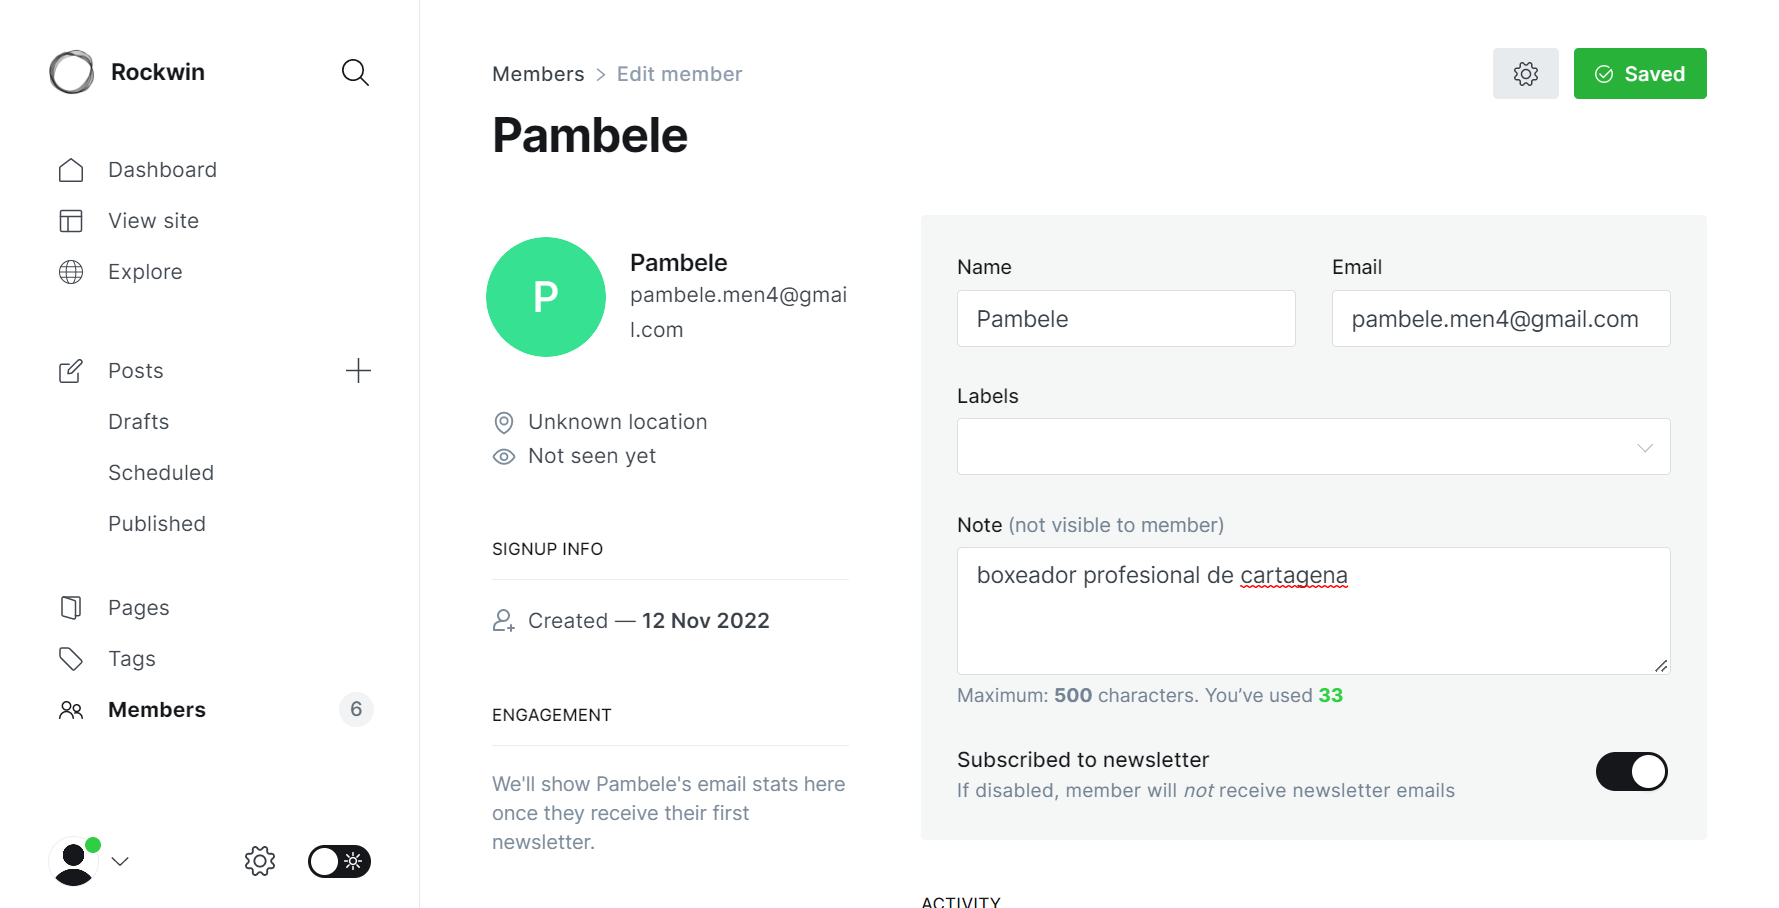 Rockwin
Dashboard
View site
Explore
Posts
Drafts
Scheduled
Published
Pages
Tags
Members 6
Members > Edit member
Saved
Pambele
P
Pambele
pambele.men4@gmai
l.com
Unknown location
Not seen yet
SIGNUP INFO
Created — 12 Nov 2022
ENGAGEMENT
We'll show Pambele's email stats here
once they receive their first
newsletter.
Name
Pambele
Email
pambele.men4@gmail.com
Labels
Note (not visible to member)
boxeador profesional de cartagena
Maximum: 500 characters. You’ve used 33
Subscribed to newsletter
If disabled, member will not receive newsletter emails
ACTIVITY